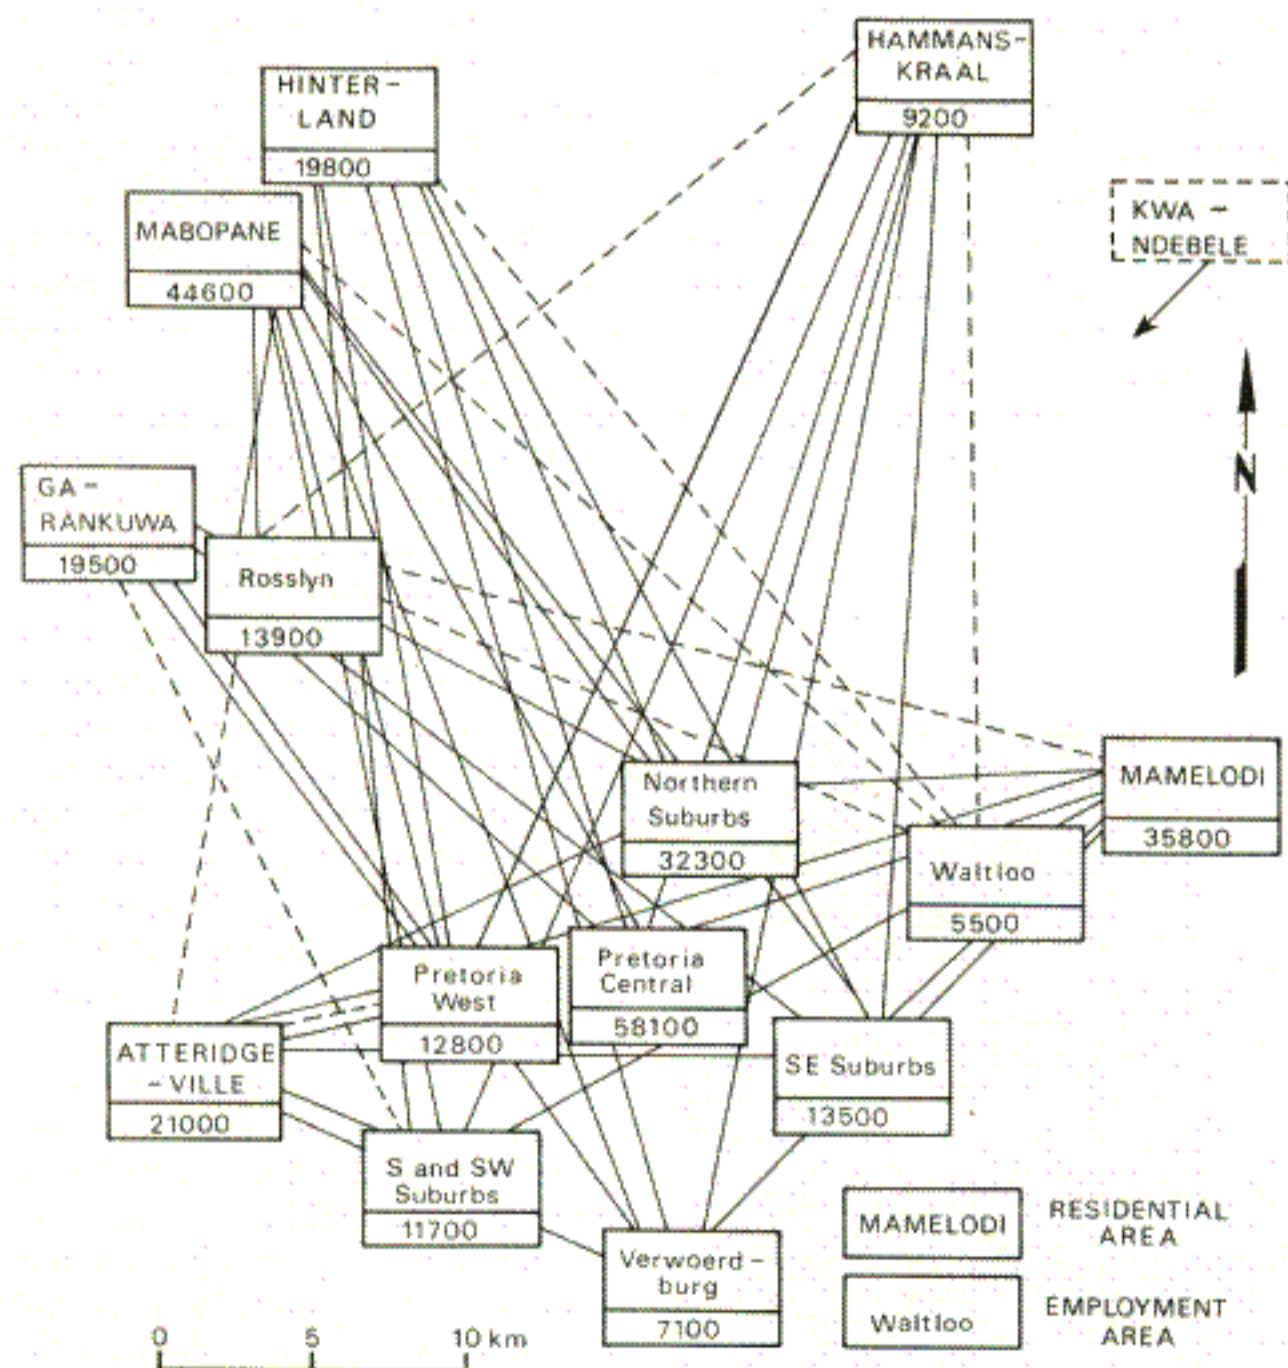 HAMMANS-
KRAAL
9200
HINTER-
LAND
19800
KWA -
NDEBELE
MABOPANE
44600
N
GA-
RANKUWA
19500
Rosslyn
13900
MAMELODI
35800
Northern
Suburbs
32300
Waltloo
5500
Pretoria
West
12800
Pretoria
Central
58100
ATTERIDGE
-VILLE
21000
SE Suburbs
13500
S and SW
Suburbs
11700
Verwoerd-
burg
7100
MAMELODI
RESIDENTIAL
AREA
Waltloo
EMPLOYMENT
AREA
0 5 10 km